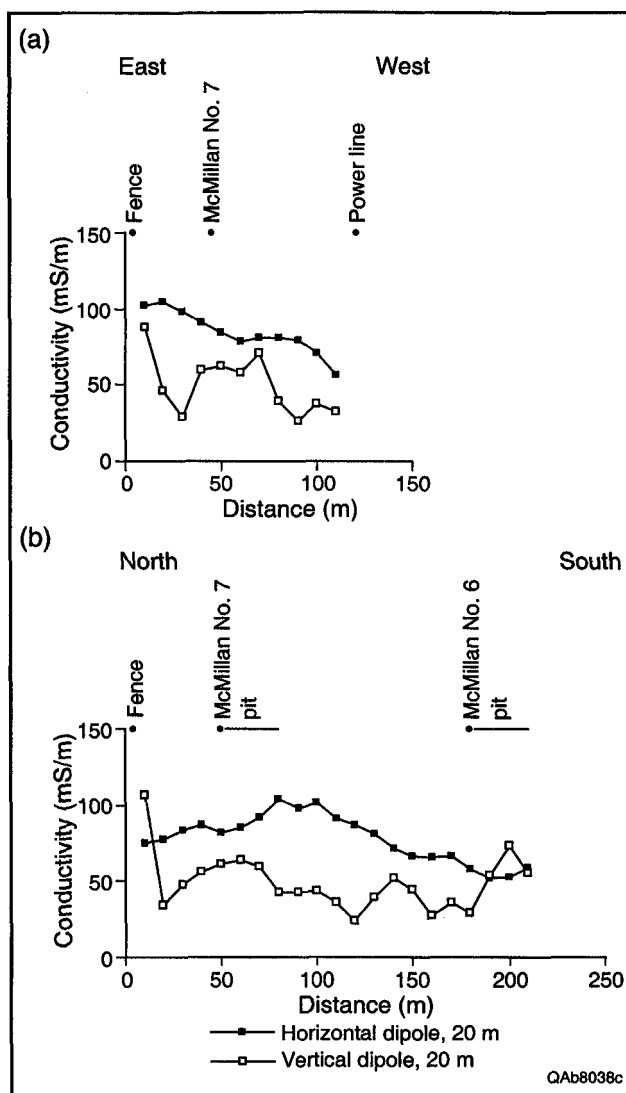 (a)
East West
Fence
McMillan No. 7
Power line
150
100
50
0
Conductivity (mS/m)
0 50 100 150
Distance (m)
(b)
North South
Fence
McMillan No. 7
pit
McMillan No. 6
pit
150
100
50
0
Conductivity (mS/m)
0 50 100 150 200 250
Distance (m)
Horizontal dipole, 20 m
Vertical dipole, 20 m
QAb8038c